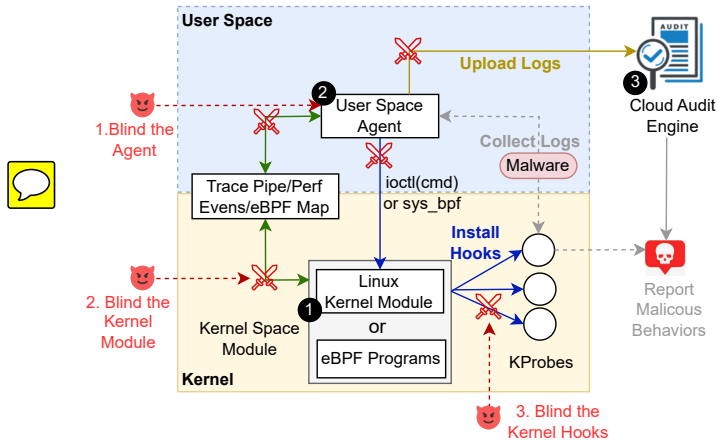 User Space
AUDIT
Upload Logs
3
2
Cloud Audit
Engine
1.Blind the
Agent
User Space
Agent
Collect Logs
Malware
Trace Pipe/Perf
Evens/eBPF Map
ioctl(cmd)
or sys_bpf
Install
Hooks
2. Blind the
Kernel
Module
Linux
Kernel Module
1
or
eBPF Programs
Kernel Space
Module
KProbes
Report
Malicous
Behaviors
Kernel
3. Blind the
Kernel Hooks